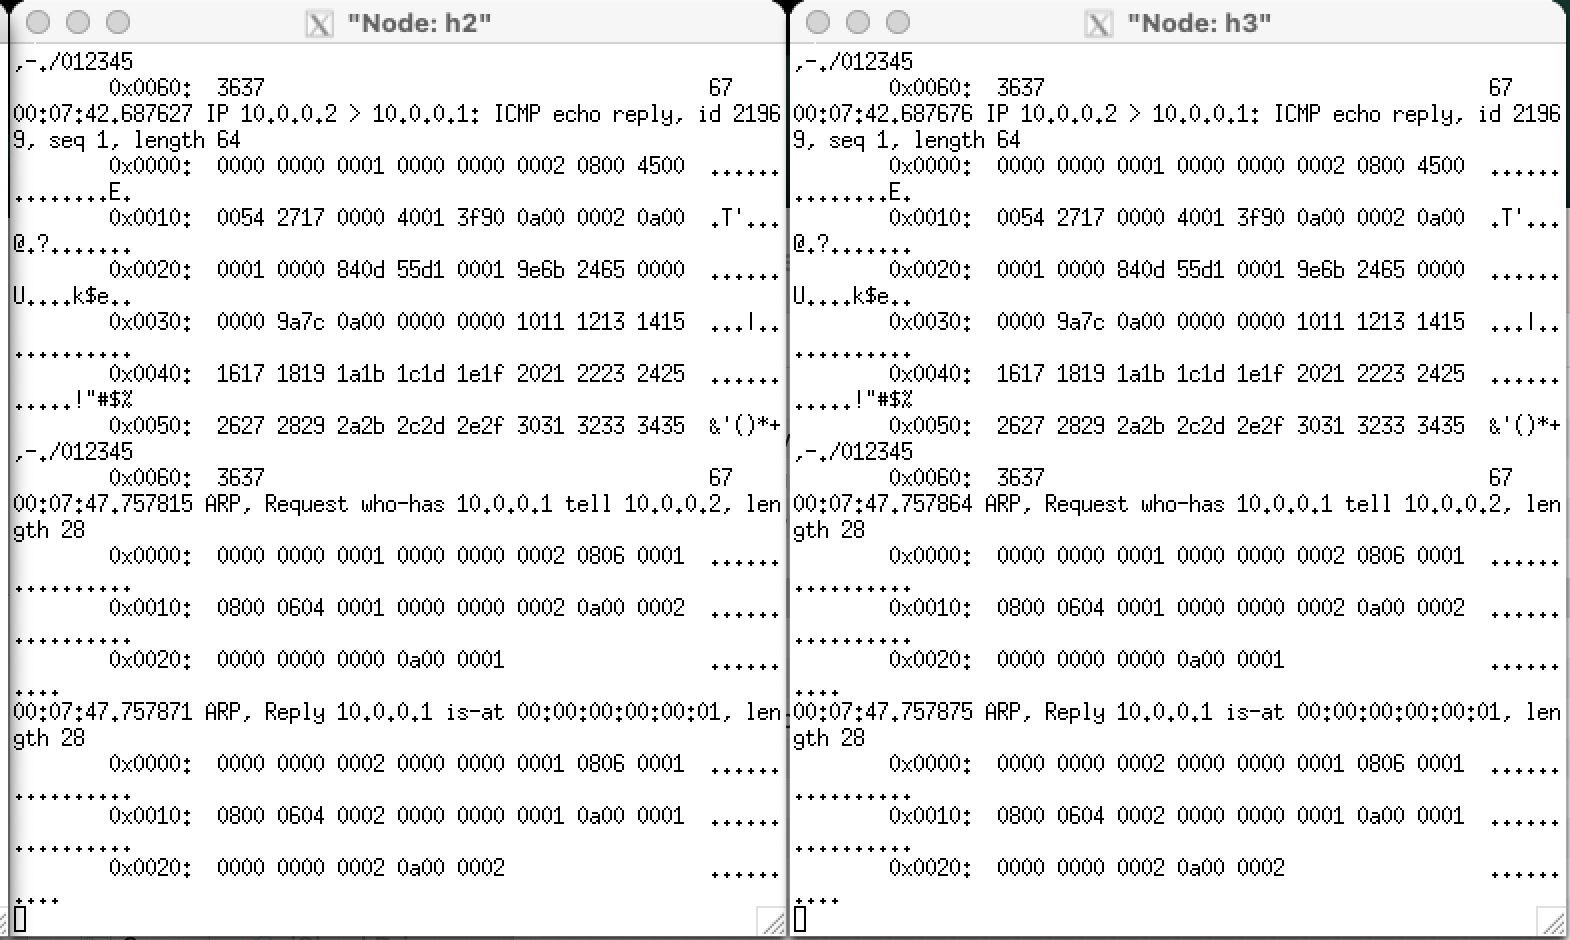 "Node: h2"
,-./012345
0x0060: 3637 67
00:07:42.687627 IP 10.0.0.2 > 10.0.0.1: ICMP echo reply, id 2196
9, seq 1, length 64
0x0000: 0000 0000 0001 0000 0000 0002 0800 4500 ......
........E.
0x0010: 0054 2717 0000 4001 3f90 0a00 0002 0a00 .T'...
@.?.......
0x0020: 0001 0000 840d 55d1 0001 9e6b 2465 0000 ......
U....k$e..
0x0030: 0000 9a7c 0a00 0000 0000 1011 1213 1415 ...|..
..........
0x0040: 1617 1819 1a1b 1c1d 1e1f 2021 2223 2425 ......
.....!"#$%
0x0050: 2627 2829 2a2b 2c2d 2e2f 3031 3233 3435 &'()*+
,-./012345
0x0060: 3637 67
00:07:47.757815 ARP, Request who-has 10.0.0.1 tell 10.0.0.2, len
gth 28
0x0000: 0000 0000 0001 0000 0000 0002 0806 0001 ......
..........
0x0010: 0800 0604 0001 0000 0000 0002 0a00 0002 ......
..........
0x0020: 0000 0000 0000 0a00 0001 ......
....
00:07:47.757871 ARP, Reply 10.0.0.1 is-at 00:00:00:00:00:01, len
gth 28
0x0000: 0000 0000 0002 0000 0000 0001 0806 0001 ......
..........
0x0010: 0800 0604 0002 0000 0000 0001 0a00 0001 ......
..........
0x0020: 0000 0000 0002 0a00 0002 ......
....
"Node: h3"
,-./012345
0x0060: 3637 67
00:07:42.687676 IP 10.0.0.2 > 10.0.0.1: ICMP echo reply, id 2196
9, seq 1, length 64
0x0000: 0000 0000 0001 0000 0000 0002 0800 4500 ......
........E.
0x0010: 0054 2717 0000 4001 3f90 0a00 0002 0a00 .T'...
@.?.......
0x0020: 0001 0000 840d 55d1 0001 9e6b 2465 0000 ......
U....k$e..
0x0030: 0000 9a7c 0a00 0000 0000 1011 1213 1415 ...|..
..........
0x0040: 1617 1819 1a1b 1c1d 1e1f 2021 2223 2425 ......
.....!"#$%
0x0050: 2627 2829 2a2b 2c2d 2e2f 3031 3233 3435 &'()*+
,-./012345
0x0060: 3637 67
00:07:47.757864 ARP, Request who-has 10.0.0.1 tell 10.0.0.2, len
gth 28
0x0000: 0000 0000 0001 0000 0000 0002 0806 0001 ......
..........
0x0010: 0800 0604 0001 0000 0000 0002 0a00 0002 ......
..........
0x0020: 0000 0000 0000 0a00 0001 ......
....
00:07:47.757875 ARP, Reply 10.0.0.1 is-at 00:00:00:00:00:01, len
gth 28
0x0000: 0000 0000 0002 0000 0000 0001 0806 0001 ......
..........
0x0010: 0800 0604 0002 0000 0000 0001 0a00 0001 ......
..........
0x0020: 0000 0000 0002 0a00 0002 ......
....